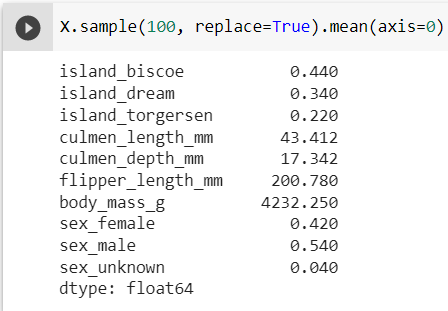 X.sample(100, replace=True).mean(axis=0)
island_biscoe 0.440
island_dream 0.340
island_torgersen 0.220
culmen_length_mm 43.412
culmen_depth_mm 17.342
flipper_length_mm 200.780
body_mass_g 4232.250
sex_female 0.420
sex_male 0.540
sex_unknown 0.040
dtype: float64